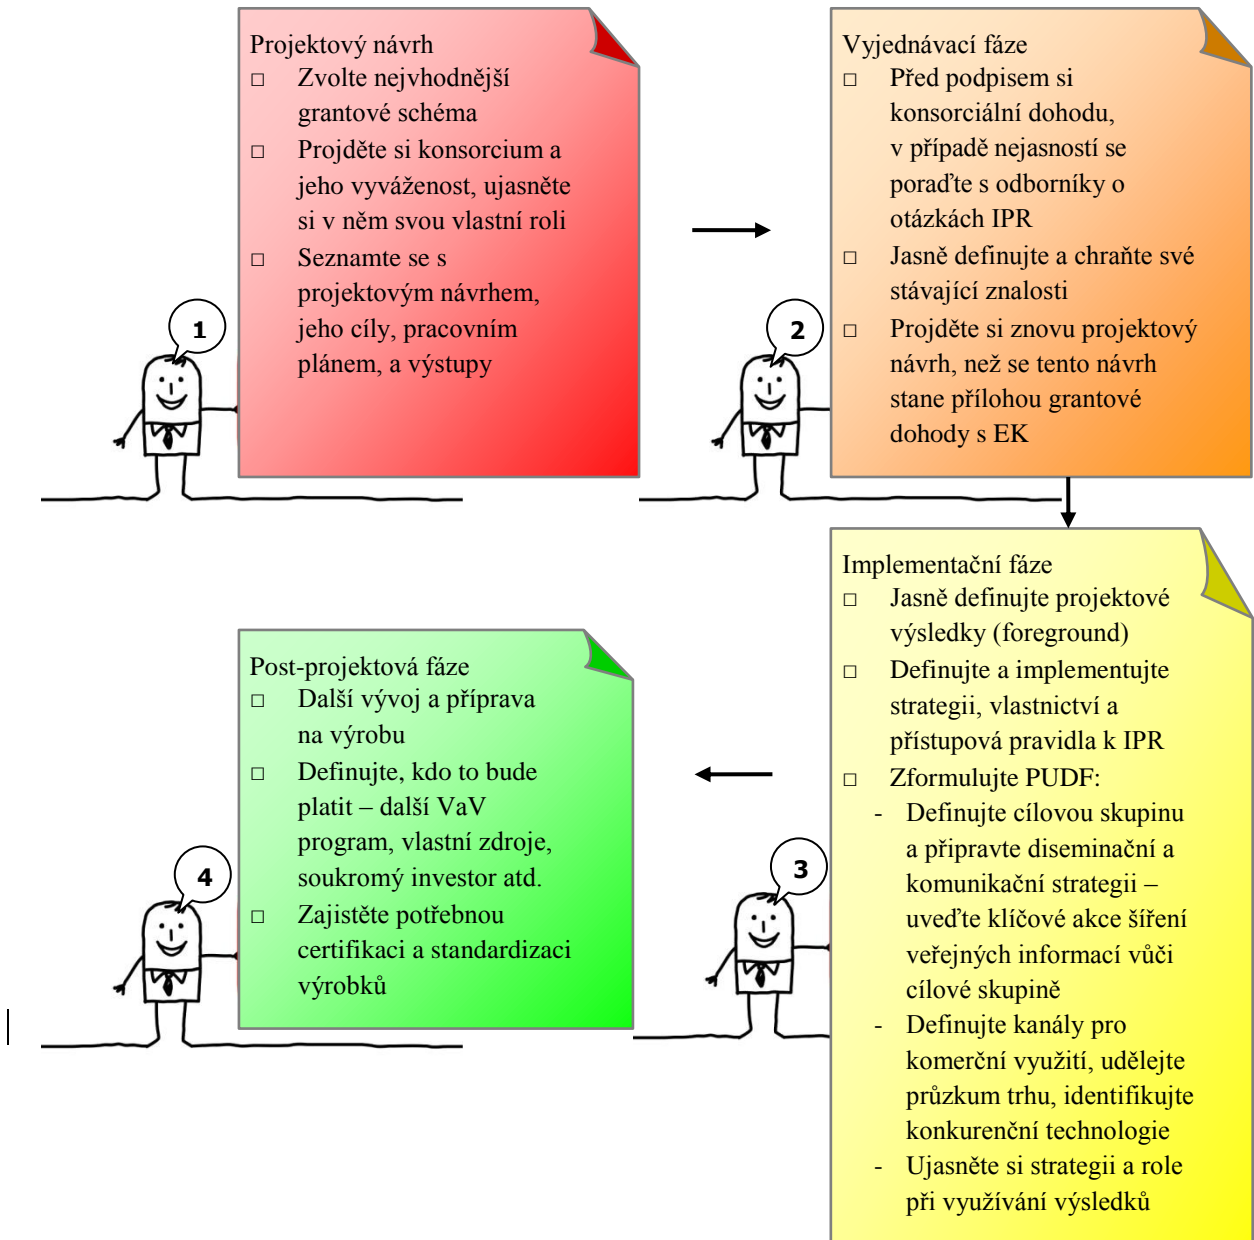 Projektový návrh
□ Zvolte nejvhodnější
grantové schéma
□ Projděte si konsorcium a
jeho vyváženost, ujasněte
si v něm svou vlastní roli
□ Seznamte se s
projektovým návrhem,
jeho cíly, pracovním
plánem, a výstupy
1
Vyjednávací fáze
□ Před podpisem si
konsorciální dohodu,
v případě nejasností se
poraďte s odborníky o
otázkách IPR
□ Jasně definujte a chraňte své
stávající znalosti
□ Projděte si znovu projektový
návrh, než se tento návrh
stane přílohou grantové
dohody s EK
2
Implementační fáze
□ Jasně definujte projektové
výsledky (foreground)
□ Definujte a implementujte
strategii, vlastnictví a
přístupová pravidla k IPR
□ Zformulujte PUDF:
- Definujte cílovou skupinu
a připravte diseminační a
komunikační strategii –
uveďte klíčové akce šíření
veřejných informací vůči
cílové skupině
- Definujte kanály pro
komerční využití, udělejte
průzkum trhu, identifikujte
konkurenční technologie
- Ujasněte si strategii a role
při využívání výsledků
3
Post-projektová fáze
□ Další vývoj a příprava
na výrobu
□ Definujte, kdo to bude
platit – další VaV
program, vlastní zdroje,
soukromý investor atd.
□ Zajistěte potřebnou
certifikaci a standardizaci
výrobků
4